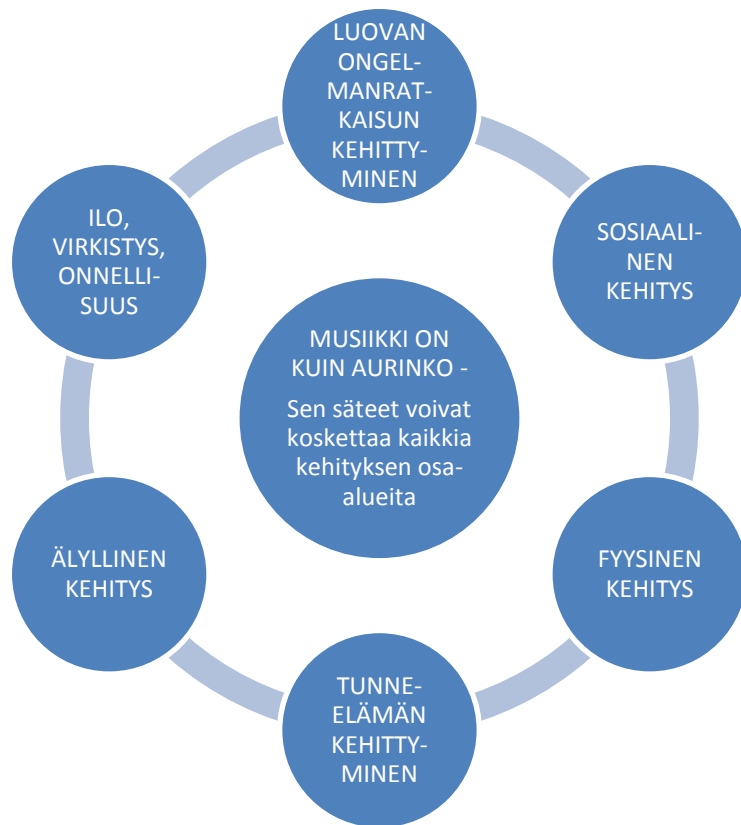 LUOVAN
ONGEL-
MANRAT-
KAISUN
KEHITTY-
MINEN
SOSIAALI-
NEN
KEHITYS
FYYSINEN
KEHITYS
TUNNE-
ELÄMÄN
KEHITTY-
MINEN
ÄLYLLINEN
KEHITYS
ILO,
VIRKISTYS,
ONNELLI-
SUUS
MUSIIKKI ON
KUIN AURINKO -
Sen säteet voivat
koskettaa kaikkia
kehityksen osa-
alueita